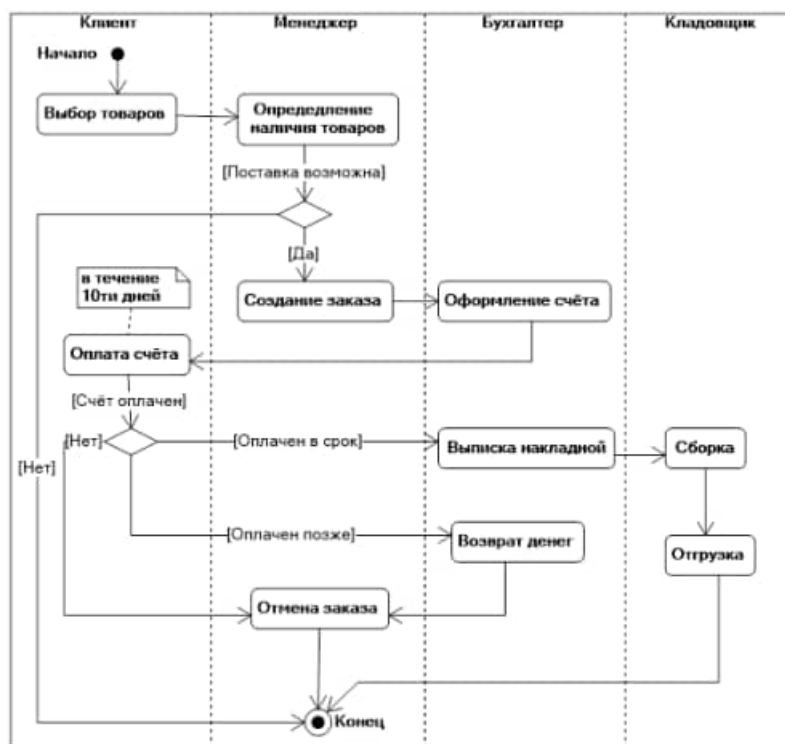 Клиент
Менеджер
Бухгалтер
Кладовщик
Начало
Выбор товаров
Опредедление
наличия товаров
[Поставка возможна]
[Да]
в течение
10ти дней
Создание заказа
Оформление счёта
Оплата счёта
[Счёт оплачен]
[Нет]
[Оплачен в срок]
Выписка накладной
Сборка
[Нет]
[Оплачен позже]
Возврат денег
Отгрузка
Отмена заказа
Конец